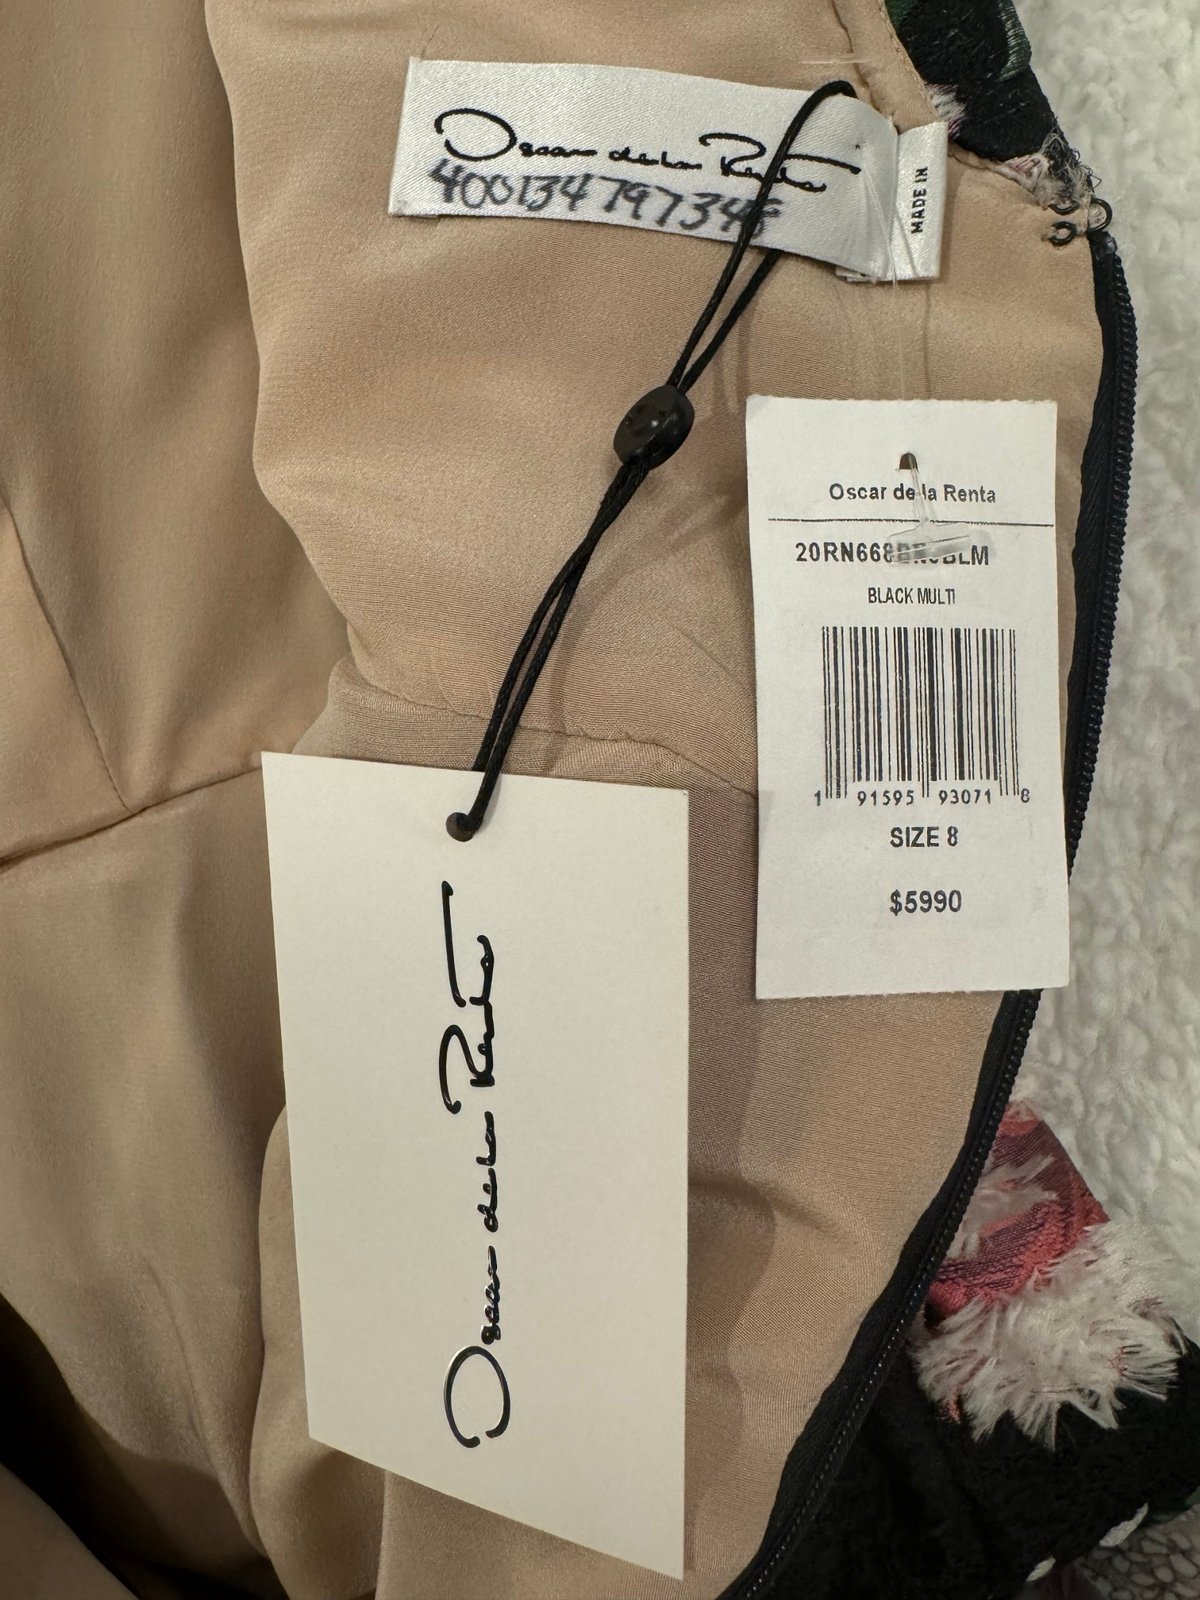 Oscar de la Renta
400134797348
MADE IN
Oscar de la Renta
BLACK MULTI
1 91595 93071 8
SIZE 8
$5990
Oscar de la Renta